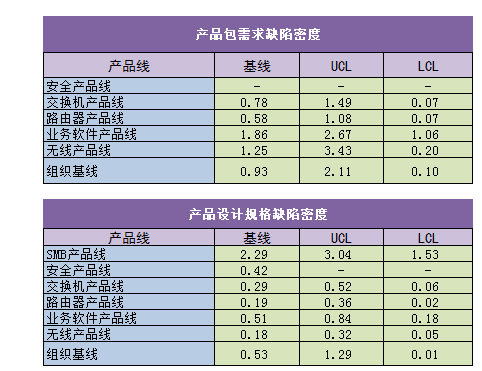 产品包需求缺陷密度
产品线 基线 UCL LCL
安全产品线 - - -
交换机产品线 0.78 1.49 0.07
路由器产品线 0.58 1.08 0.07
业务软件产品线 1.86 2.67 1.06
无线产品线 1.25 3.43 0.20
组织基线 0.93 2.11 0.10
产品设计规格缺陷密度
产品线 基线 UCL LCL
SMB产品线 2.29 3.04 1.53
安全产品线 0.42 - -
交换机产品线 0.29 0.52 0.06
路由器产品线 0.19 0.36 0.02
业务软件产品线 0.51 0.84 0.18
无线产品线 0.18 0.32 0.05
组织基线 0.53 1.29 0.01